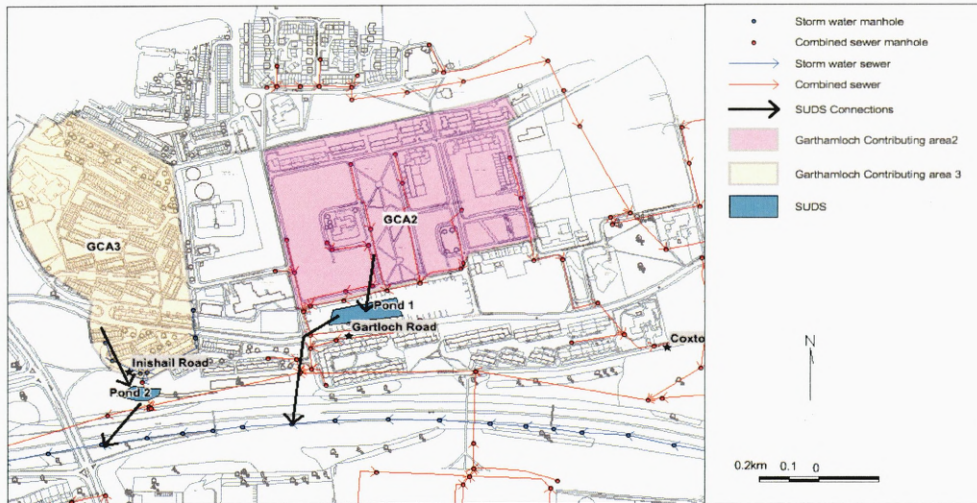 GCA3
GCA2
Pond 1
Gartloch Road
Coxto
Inishail Road
Pond 2
Storm water manhole
Combined sewer manhole
Storm water sewer
Combined sewer
SUDS Connections
Garthamloch Contributing area2
Garthamloch Contributing area 3
SUDS
N
0.2km 0.1 0